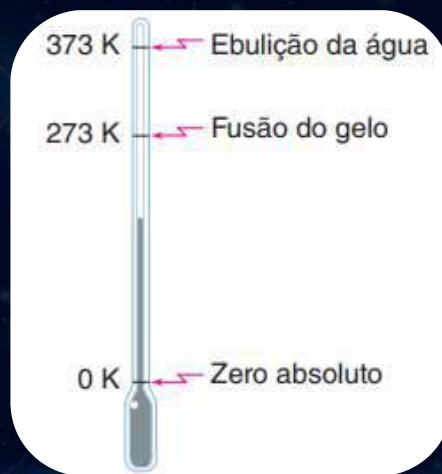 373 K Ebulição da água
273 K Fusão do gelo
0 K Zero absoluto